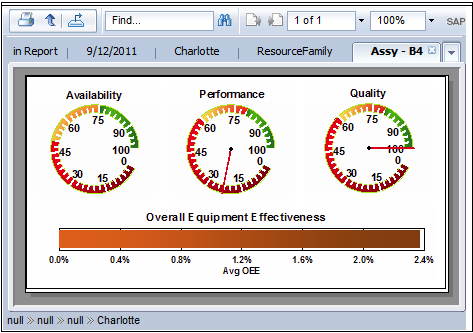 Find... 1 of 1 100% SAP
in Report 9/12/2011 Charlotte ResourceFamily Assy - B4
Availability Performance Quality
75 75 75
60 90 60 90 60 90
45 100 45 100 45 100
0 0 0
30 15 30 15 30 15
Overall Equipment Effectiveness
0.0% 0.4% 0.8% 1.2% 1.6% 2.0% 2.4%
Avg OEE
null >> null >> null >> Charlotte